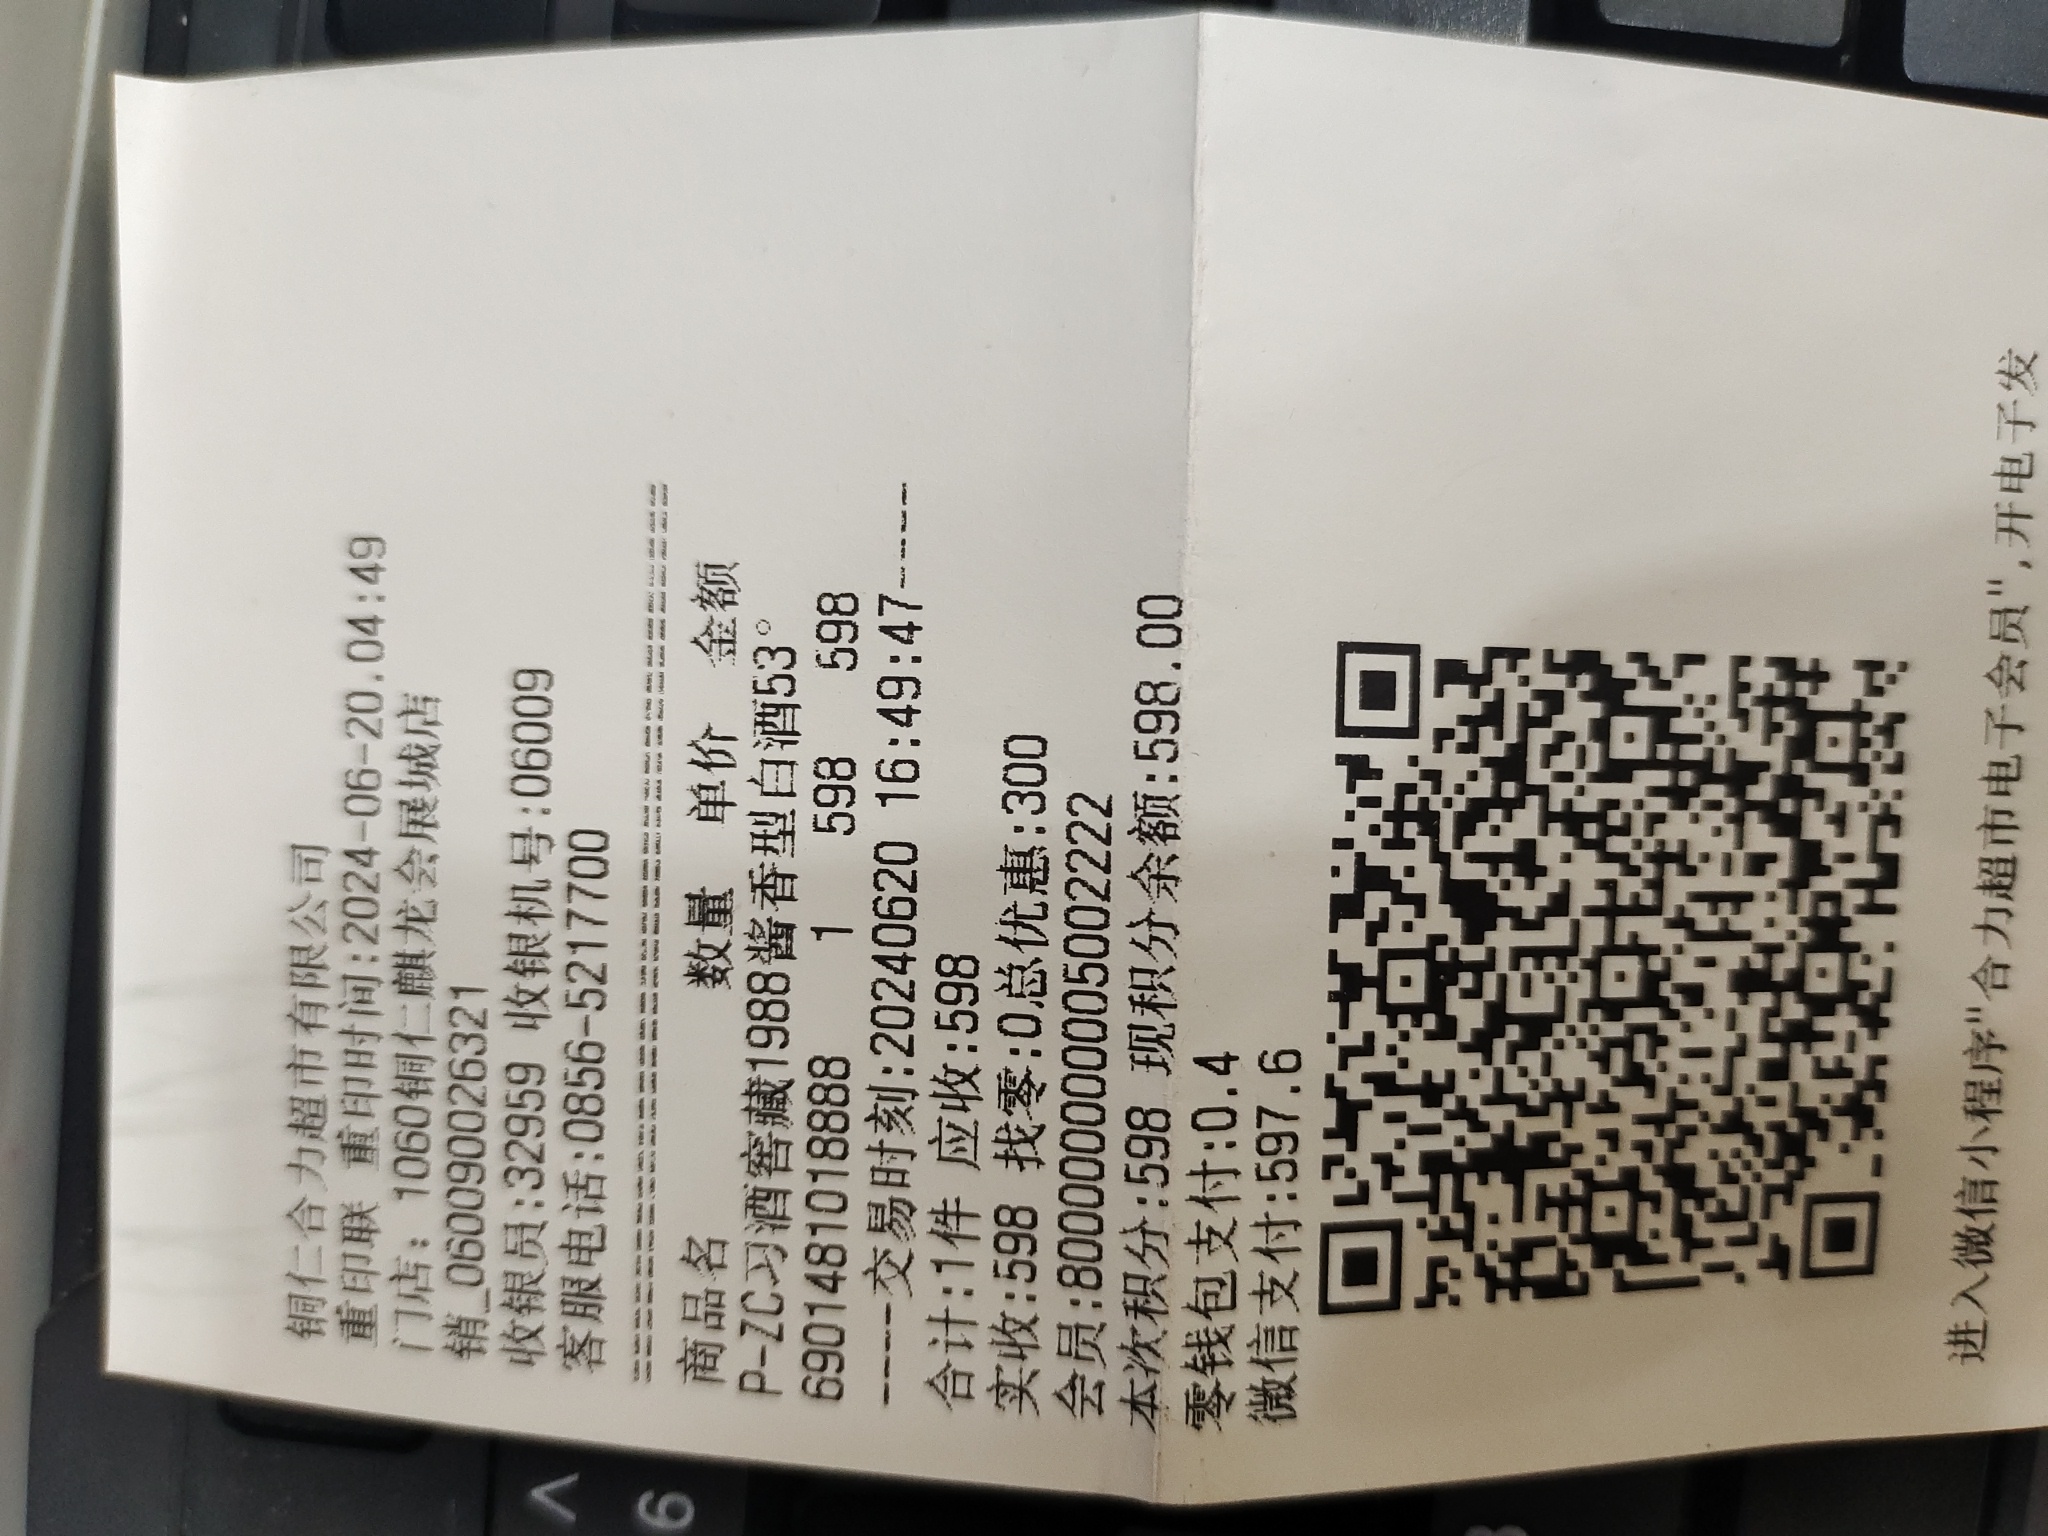 铜仁合力超市有限公司
重印联 重印时间:2024-06-20.04:49
门店: 1060铜仁麒龙会展城店
销_060090026321
收银员:32959 收银机号:06009
客服电话:0856-5217700
商品名 数量 单价 金额
P-ZC习酒窖藏1988酱香型白酒53°
6901481018888 1 598 598
----交易时刻:20240620 16:49:47----
合计:1件 应收:598
实收:598 找零:0总优惠:300
会员:8000000005002222
本次积分:598 现积分余额:598.00
零钱包支付:0.4
微信支付:597.6
进入微信小程序"合力超市电子会员",开电子发
^
6